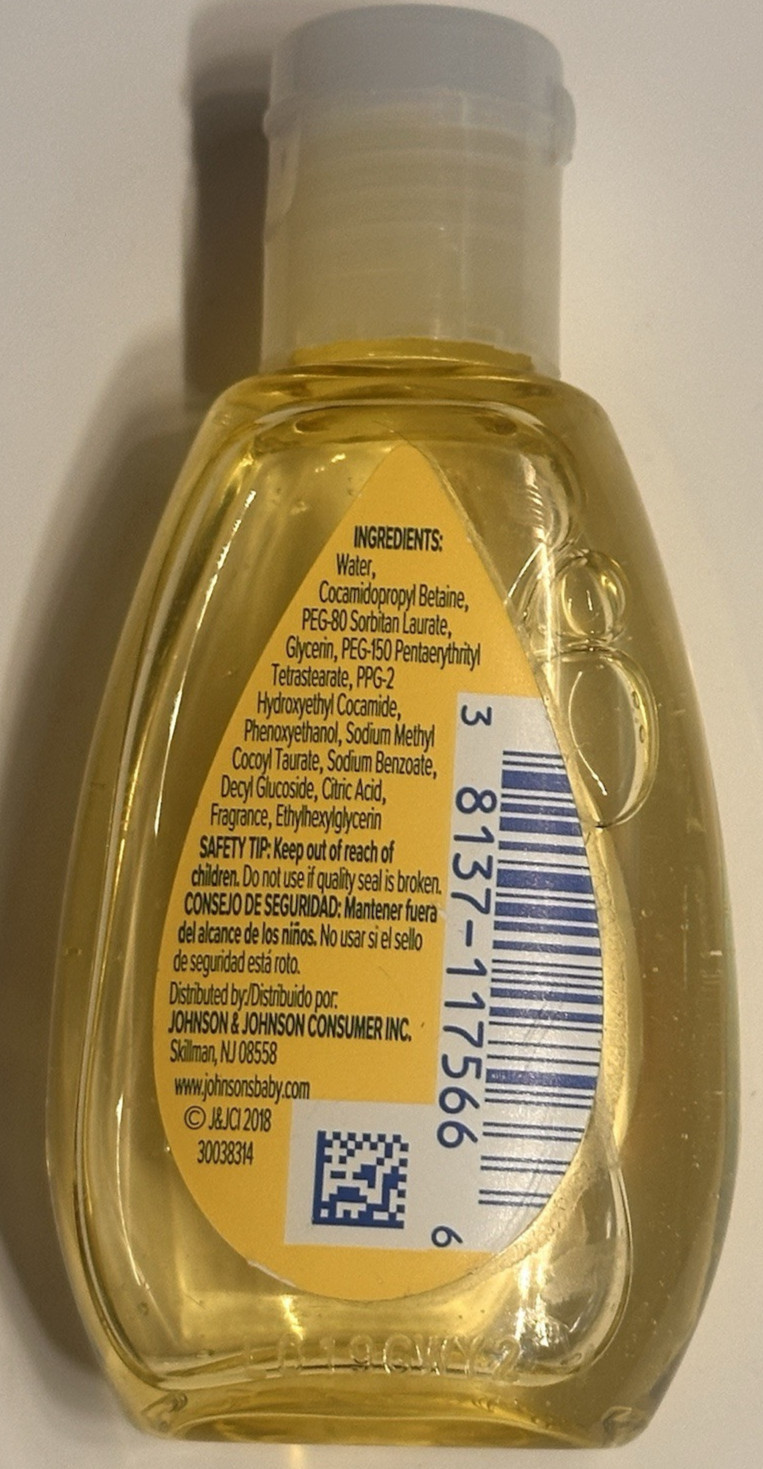 INGREDIENTS:
Water,
Cocamidopropyl Betaine,
PEG-80 Sorbitan Laurate,
Glycerin, PEG-150 Pentaerythrityl
Tetrastearate, PPG-2
Hydroxyethyl Cocamide,
Phenoxyethanol, Sodium Methyl
Cocoyl Taurate, Sodium Benzoate,
Decyl Glucoside, Citric Acid,
Fragrance, Ethylhexylglycerin
SAFETY TIP: Keep out of reach of
children. Do not use if quality seal is broken.
CONSEJO DE SEGURIDAD: Mantener fuera
del alcance de los niños. No usar si el sello
de seguridad está roto.
Distributed by:/Distribuido por:
JOHNSON & JOHNSON CONSUMER INC.
Skillman, NJ 08558
www.johnsonsbaby.com
© J&JCI 2018
30038314
3 8137-117566 6